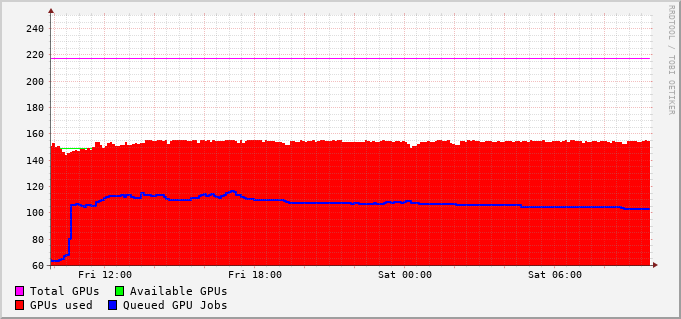 RRDTOOL / TOBI OETIKER
240
220
200
180
160
140
120
100
80
60
Fri 12:00 Fri 18:00 Sat 00:00 Sat 06:00
Total GPUs Available GPUs
GPUs used Queued GPU Jobs